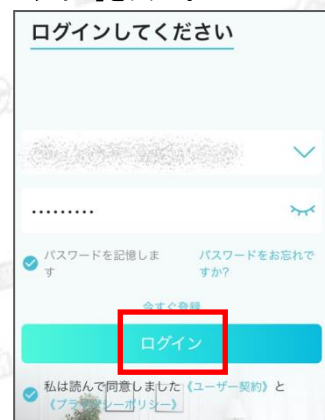 ログインしてください
.........
パスワードを記憶しま
す
パスワードをお忘れで
すか?
今すぐ登録
ログイン
私は読んで同意しました《ユーザー契約》と
《プライバシーポリシー》